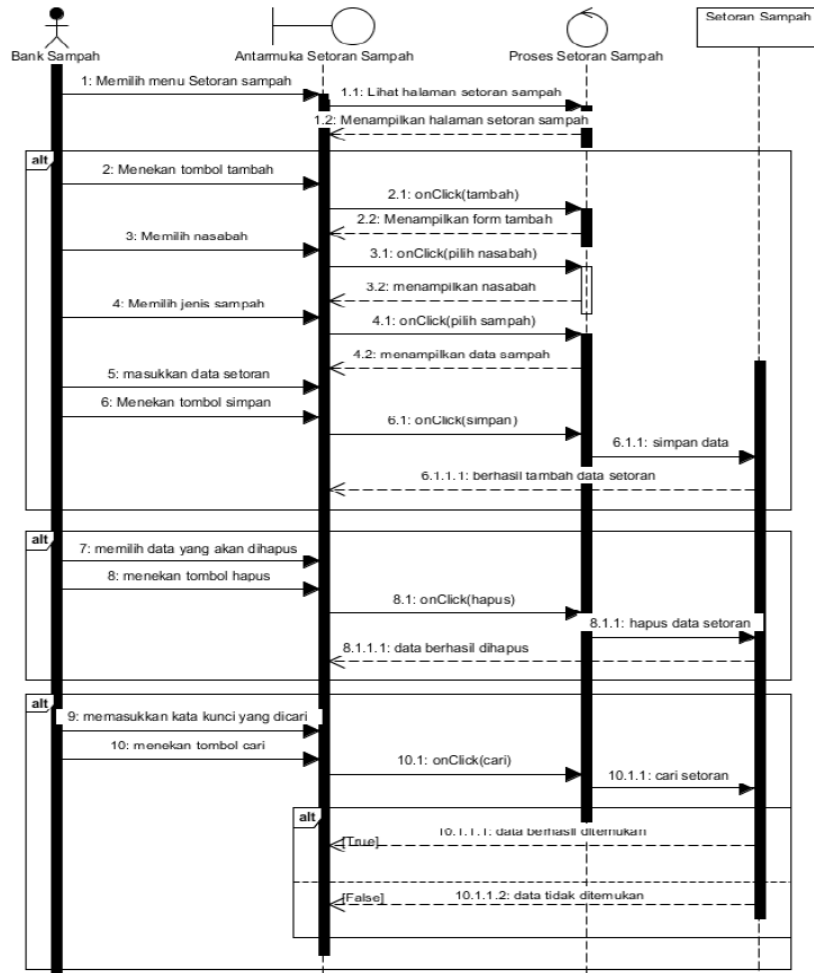 Bank Sampah
Antarmuka Setoran Sampah
Proses Setoran Sampah
Setoran Sampah
1: Memilih menu Setoran sampah
1.1: Lihat halaman setoran sampah
1.2: Menampilkan halaman setoran sampah
alt
2: Menekan tombol tambah
2.1: onClick(tambah)
2.2: Menampilkan form tambah
3: Memilih nasabah
3.1: onClick(pilih nasabah)
3.2: menampilkan nasabah
4: Memilih jenis sampah
4.1: onClick(pilih sampah)
4.2: menampilkan data sampah
5: masukkan data setoran
6: Menekan tombol simpan
6.1: onClick(simpan)
6.1.1: simpan data
6.1.1.1: berhasil tambah data setoran
alt
7: memilih data yang akan dihapus
8: menekan tombol hapus
8.1: onClick(hapus)
8.1.1: hapus data setoran
8.1.1.1: data berhasil dihapus
alt
9: memasukkan kata kunci yang dicari
10: menekan tombol cari
10.1: onClick(cari)
10.1.1: cari setoran
alt
10.1.1.1: data berhasil ditemukan
[True]
10.1.1.2: data tidak ditemukan
[False]